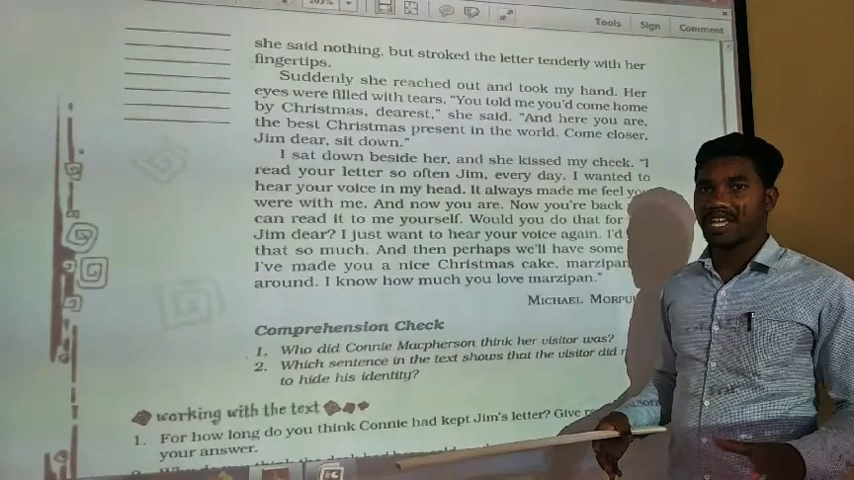 Tools Sign Comment
she said nothing, but stroked the letter tenderly with her
fingertips.
Suddenly she reached out and took my hand. Her
eyes were filled with tears. "You told me you'd come home
by Christmas, dearest," she said. "And here you are,
the best Christmas present in the world. Come closer,
Jim dear, sit down."
I sat down beside her, and she kissed my cheek. "I
read your letter so often Jim, every day. I wanted to
hear your voice in my head. It always made me feel you
were with me. And now you are. Now you're back
can read it to me yourself. Would you do that for
Jim dear? I just want to hear your voice again. I'd
that so much. And then perhaps we'll have some
I've made you a nice Christmas cake, marzipan
around. I know how much you love marzipan."
MICHAEL MORPU
Comprehension Check
1. Who did Connie Macpherson think her visitor was?
2. Which sentence in the text shows that the visitor did
to hide his identity?
working with the text
1. For how long do you think Connie had kept Jim's letter? Give
your answer.